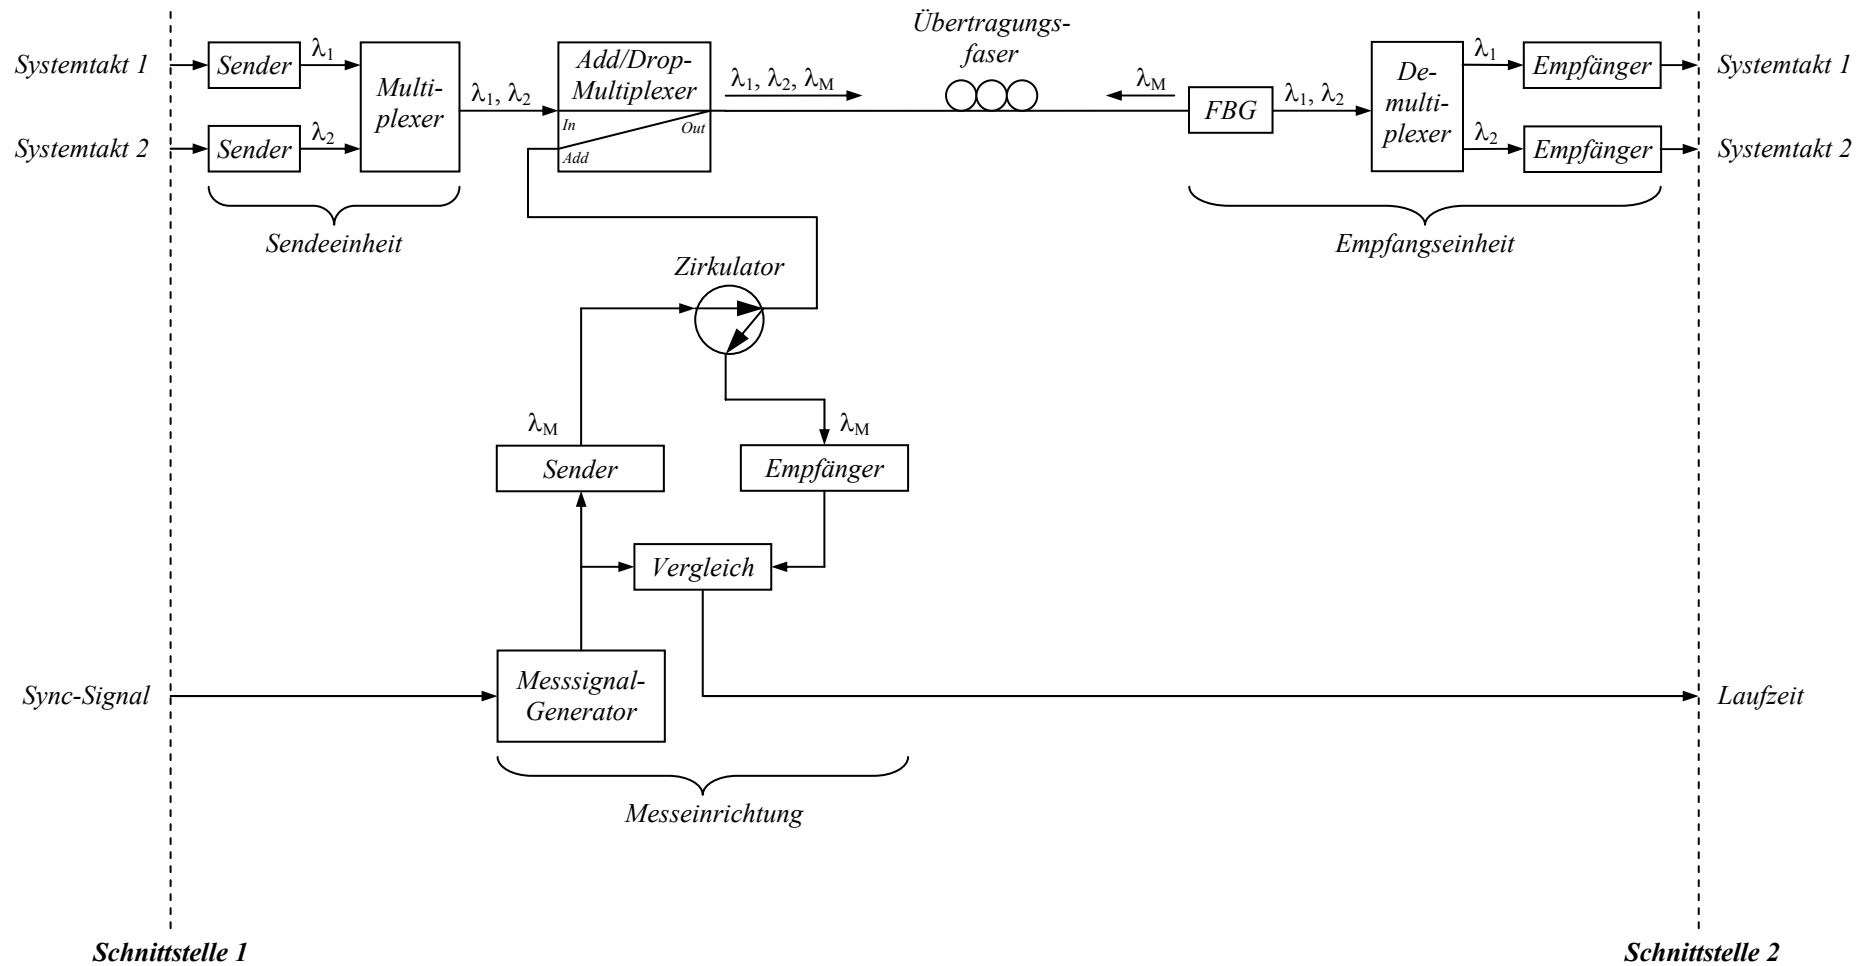 Übertragungs-
faser
Systemtakt 1
Sender
λ1
Multi-
plexer
λ1, λ2
Add/Drop-
Multiplexer
In
Out
Add
λ1, λ2, λM
λM
FBG
λ1, λ2
De-
multi-
plexer
λ1
Empfänger
Systemtakt 1
Systemtakt 2
Sender
λ2
λ2
Empfänger
Systemtakt 2
Sendeeinheit
Empfangseinheit
Zirkulator
λM
λM
Sender
Empfänger
Vergleich
Sync-Signal
Messsignal-
Generator
Laufzeit
Messeinrichtung
Schnittstelle 1
Schnittstelle 2